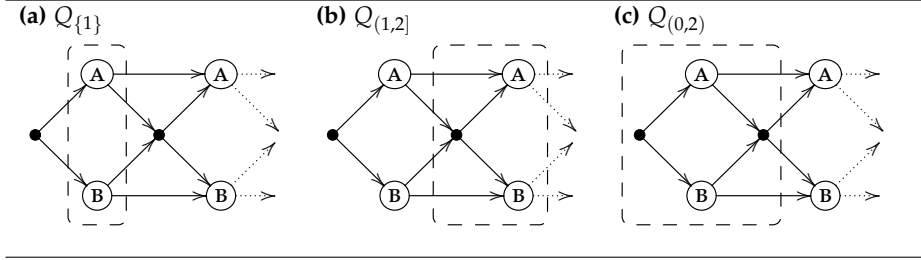 (a) Q{1} (b) Q(1,2] (c) Q(0,2)
A A A A A A
B B B B B B